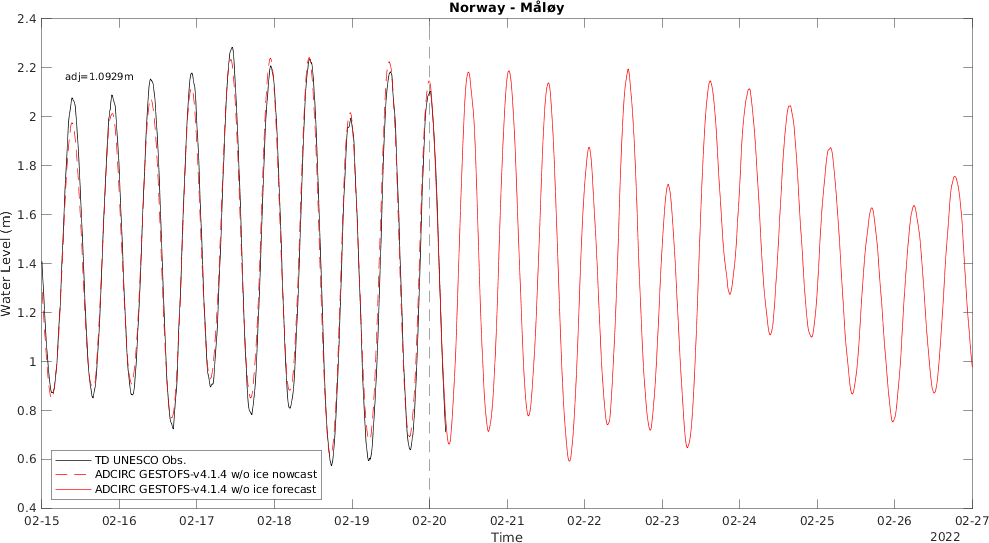 Norway - Måløy
2.4
2.2
2
1.8
1.6
1.4
1.2
1
0.8
0.6
0.4
Water Level (m)
adj=1.0929m
TD UNESCO Obs.
ADCIRC GESTOFS-v4.1.4 w/o ice nowcast
ADCIRC GESTOFS-v4.1.4 w/o ice forecast
02-15 02-16 02-17 02-18 02-19 02-20 02-21 02-22 02-23 02-24 02-25 02-26 02-27
Time
2022